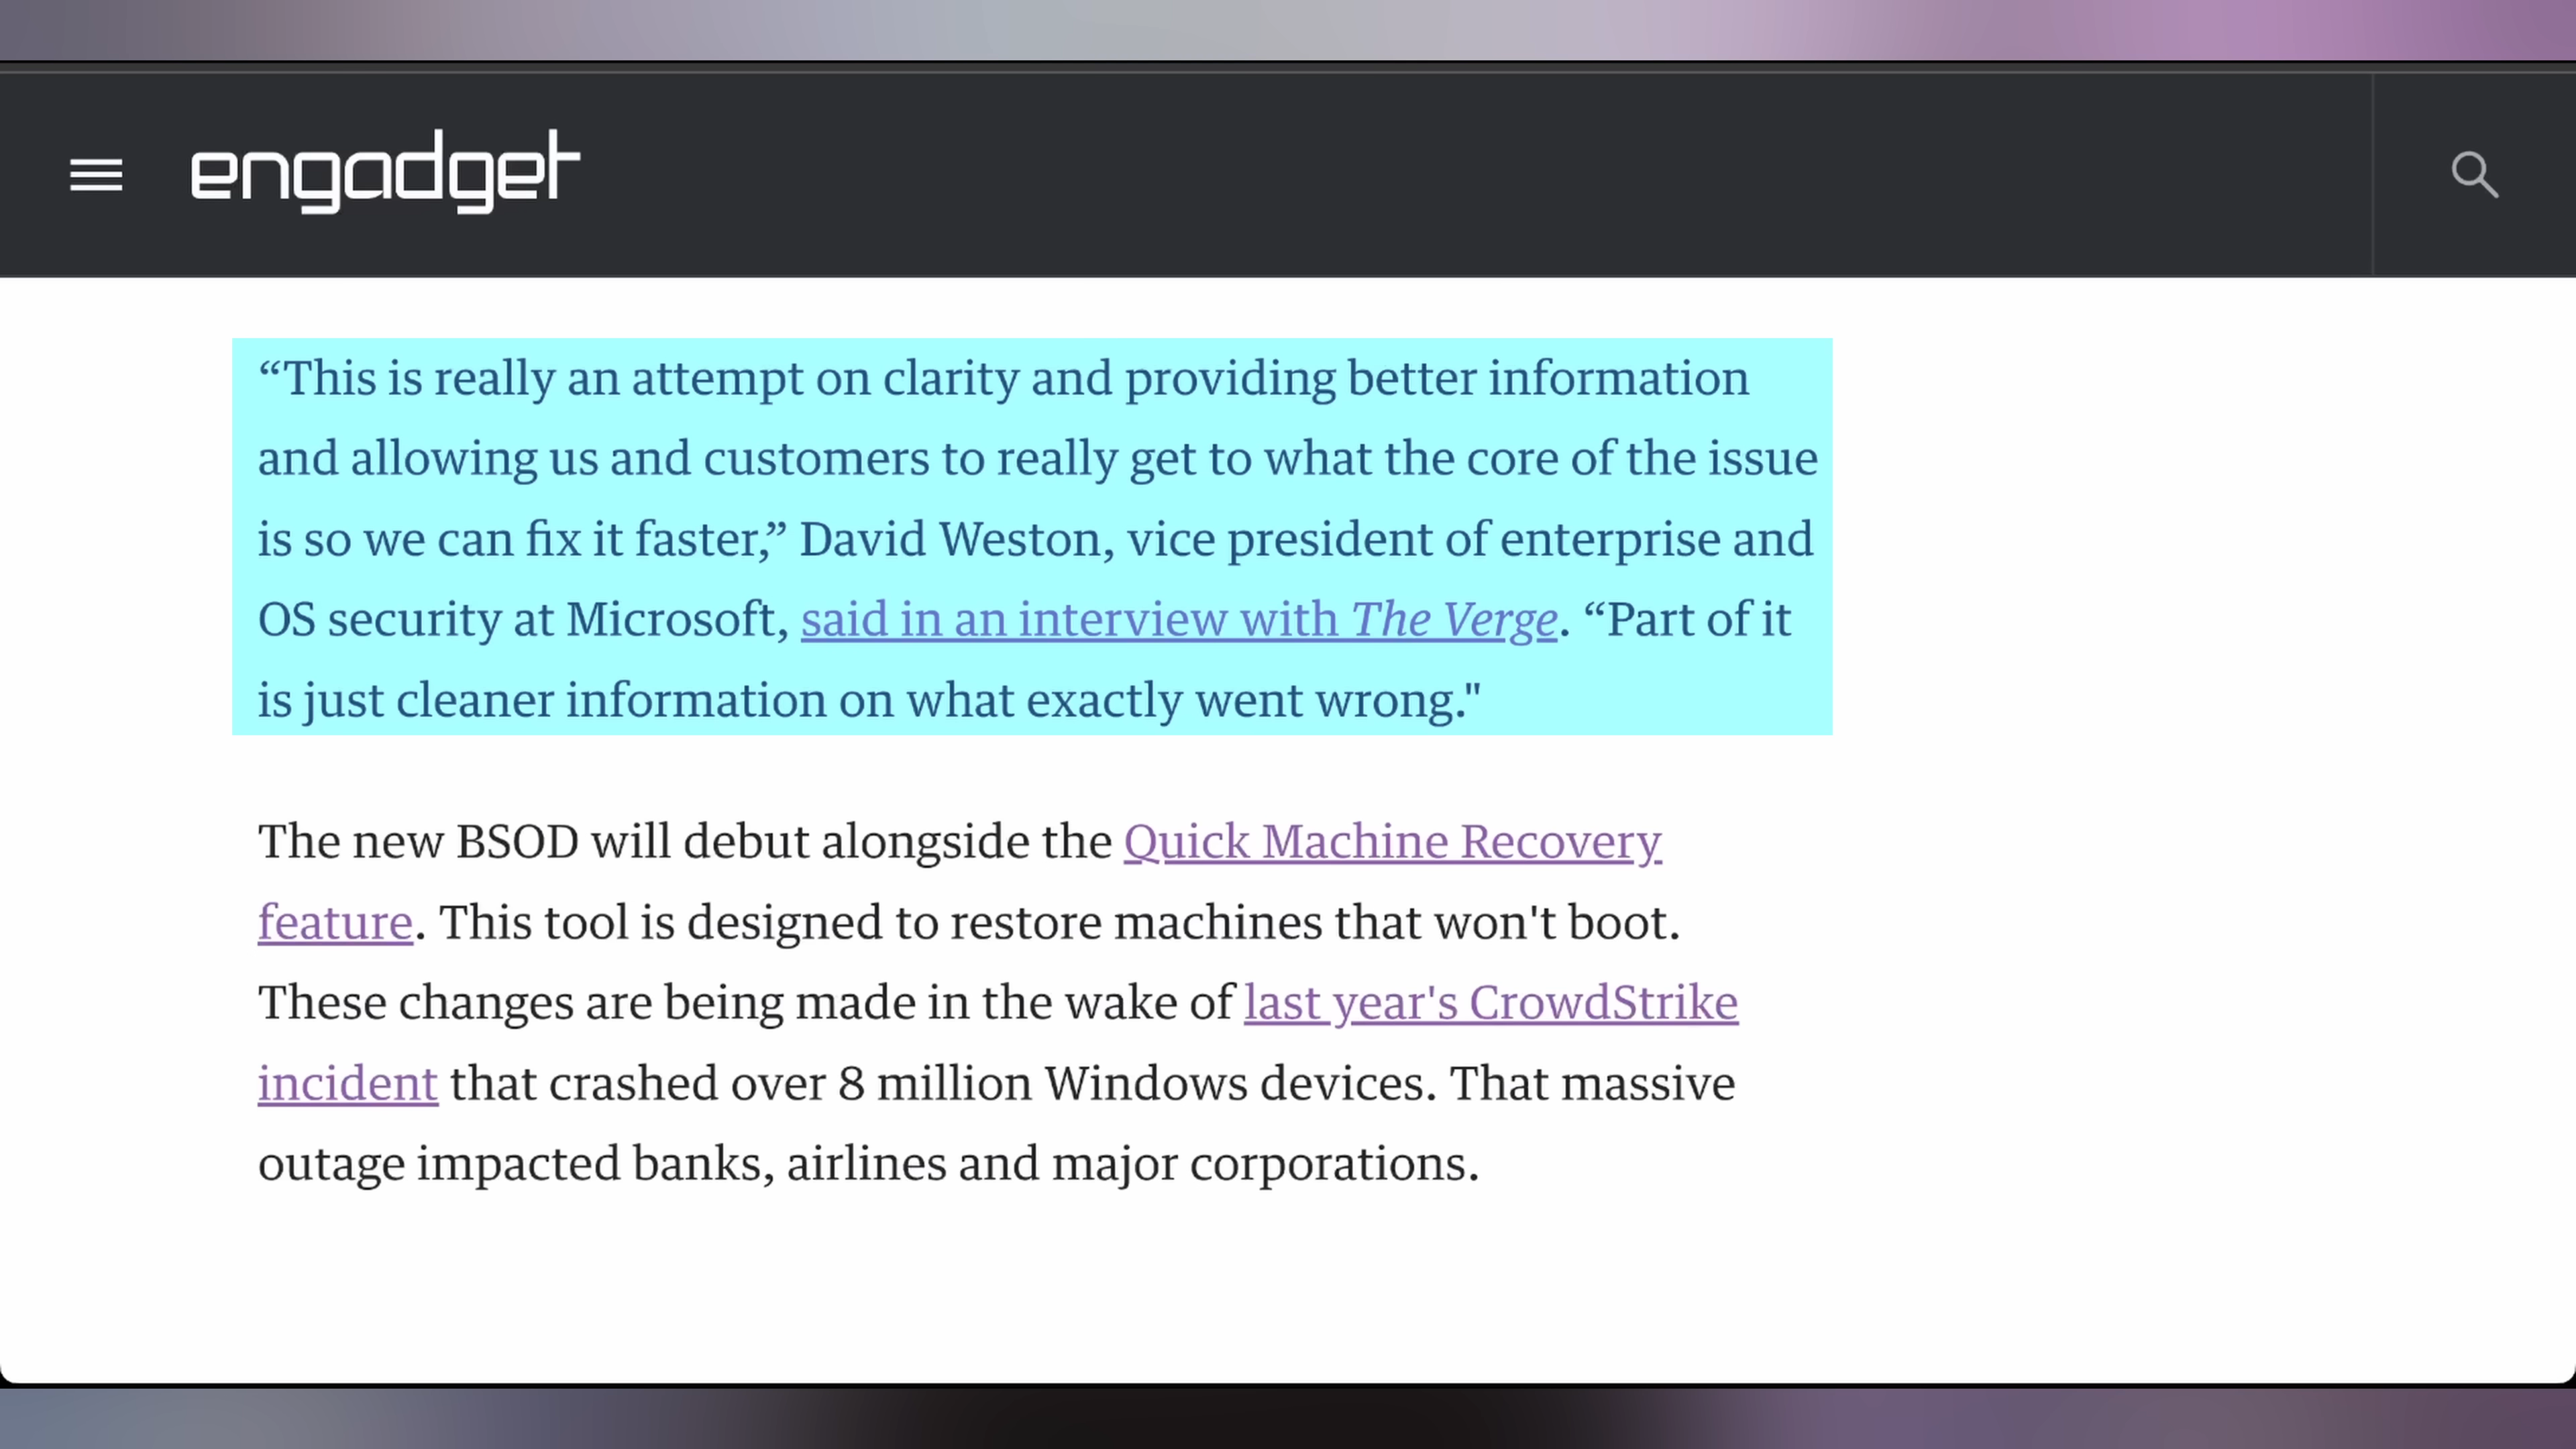 engadget
“This is really an attempt on clarity and providing better information
and allowing us and customers to really get to what the core of the issue
is so we can fix it faster,” David Weston, vice president of enterprise and
OS security at Microsoft, said in an interview with The Verge. “Part of it
is just cleaner information on what exactly went wrong."
The new BSOD will debut alongside the Quick Machine Recovery
feature. This tool is designed to restore machines that won't boot.
These changes are being made in the wake of last year's CrowdStrike
incident that crashed over 8 million Windows devices. That massive
outage impacted banks, airlines and major corporations.